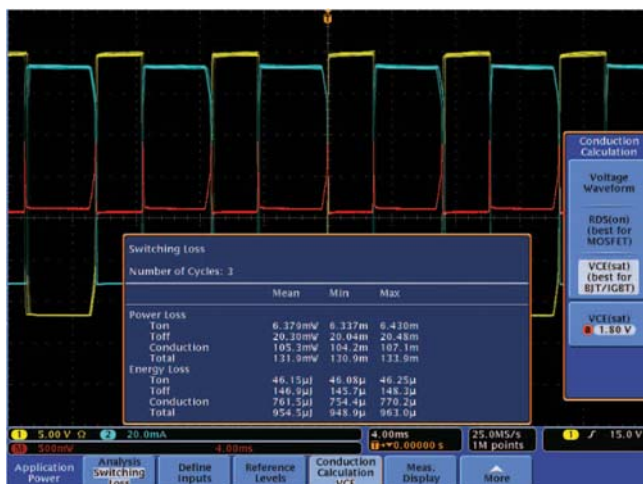 Conduction
Calculation
Voltage
Waveform
RDS(on)
(best for
MOSFET)
VCE(sat)
(best for
BJT/IGBT)
VCE(sat)
a 1.80 V
Switching Loss
Number of Cycles: 3
Mean Min Max
Power Loss
Ton 6.379mW 6.337m 6.430m
Toff 20.30mW 20.04m 20.48m
Conduction 105.3mW 104.2m 107.1m
Total 131.9mW 130.9m 133.9m
Energy Loss
Ton 46.15µJ 46.08µ 46.25µ
Toff 146.9µJ 145.7µ 148.3µ
Conduction 761.5µJ 754.4µ 770.2µ
Total 954.5µJ 948.9µ 963.0µ
1 5.00 V Ω 2 20.0mA 4.00ms 25.0MS/s 1 15.0 V
M 500mV 4.00ms T 0.00000 s 1M points
Application
Power
Analysis
Switching
Loss
Define
Inputs
Reference
Levels
Conduction
Calculation
VCE
Meas.
Display
More